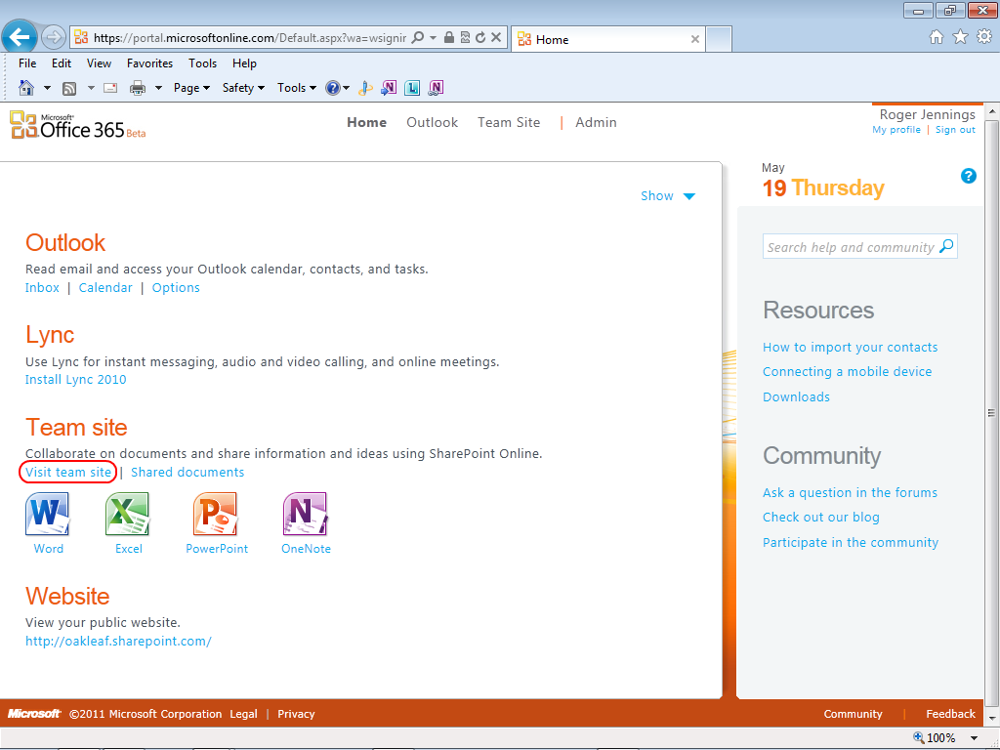 https://portal.microsoftonline.com/Default.aspx?wa=wsignir
Home
File Edit View Favorites Tools Help
Page Safety Tools
Microsoft®
Office 365 Beta
Home Outlook Team Site | Admin
Roger Jennings
My profile | Sign out
May
19 Thursday
Show
Outlook
Read email and access your Outlook calendar, contacts, and tasks.
Inbox | Calendar | Options
Lync
Use Lync for instant messaging, audio and video calling, and online meetings.
Install Lync 2010
Team site
Collaborate on documents and share information and ideas using SharePoint Online.
Visit team site | Shared documents
Word Excel PowerPoint OneNote
Website
View your public website.
http://oakleaf.sharepoint.com/
Search help and community
Resources
How to import your contacts
Connecting a mobile device
Downloads
Community
Ask a question in the forums
Check out our blog
Participate in the community
Microsoft ©2011 Microsoft Corporation Legal | Privacy Community | Feedback
100%